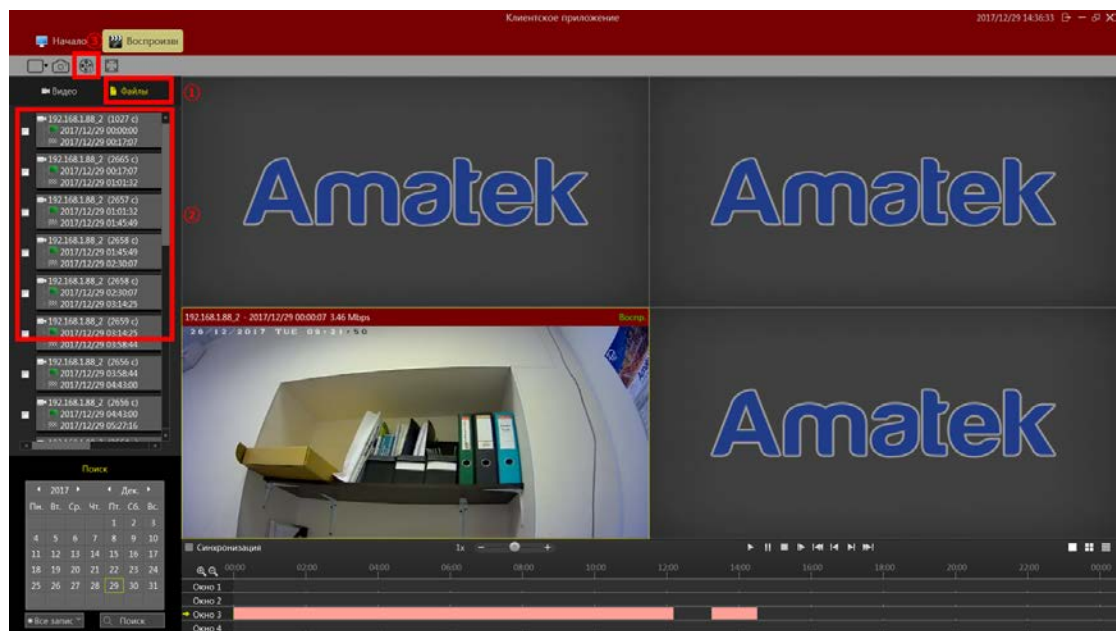 Клиентское приложение
2017/12/29 14:36:33
Начало
③
Воспроизве
Видео
Файлы
①
②
192.168.1.88_2 (1027 с)
2017/12/29 00:00:00
2017/12/29 00:17:07
192.168.1.88_2 (2665 с)
2017/12/29 00:17:07
2017/12/29 01:01:32
192.168.1.88_2 (2657 с)
2017/12/29 01:01:32
2017/12/29 01:45:49
192.168.1.88_2 (2658 с)
2017/12/29 01:45:49
2017/12/29 02:30:07
192.168.1.88_2 (2658 с)
2017/12/29 02:30:07
2017/12/29 03:14:25
192.168.1.88_2 (2659 с)
2017/12/29 03:14:25
2017/12/29 03:58:44
192.168.1.88_2 (2656 с)
2017/12/29 03:58:44
2017/12/29 04:43:00
192.168.1.88_2 (2656 с)
2017/12/29 04:43:00
2017/12/29 05:27:16
Amatek
Amatek
192.168.1.88_2 - 2017/12/29 00:00:07 3.46 Mbps
Воспр.
26/12/2017 TUE 08:31:50
Amatek
Поиск
2017 Дек.
Пн. Вт. Ср. Чт. Пт. Сб. Вс.
1 2 3
4 5 6 7 8 9 10
11 12 13 14 15 16 17
18 19 20 21 22 23 24
25 26 27 28 29 30 31
Все запис
Поиск
Синхронизация
1x
00:00 02:00 04:00 06:00 08:00 10:00 12:00 14:00 16:00 18:00 20:00 22:00 00:00
Окно 1
Окно 2
Окно 3
Окно 4